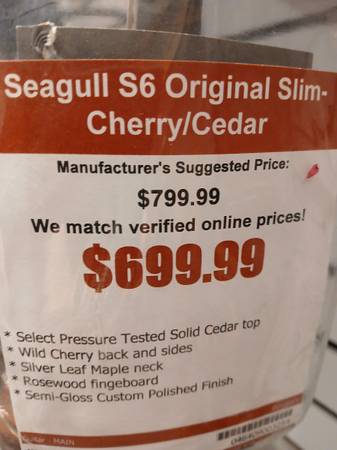 Seagull S6 Original Slim-
Cherry/Cedar
Manufacturer's Suggested Price:
$799.99
We match verified online prices!
$699.99
* Select Pressure Tested Solid Cedar top
* Wild Cherry back and sides
* Silver Leaf Maple neck
* Rosewood fingeboard
* Semi-Gloss Custom Polished Finish
Guitar - MAIN